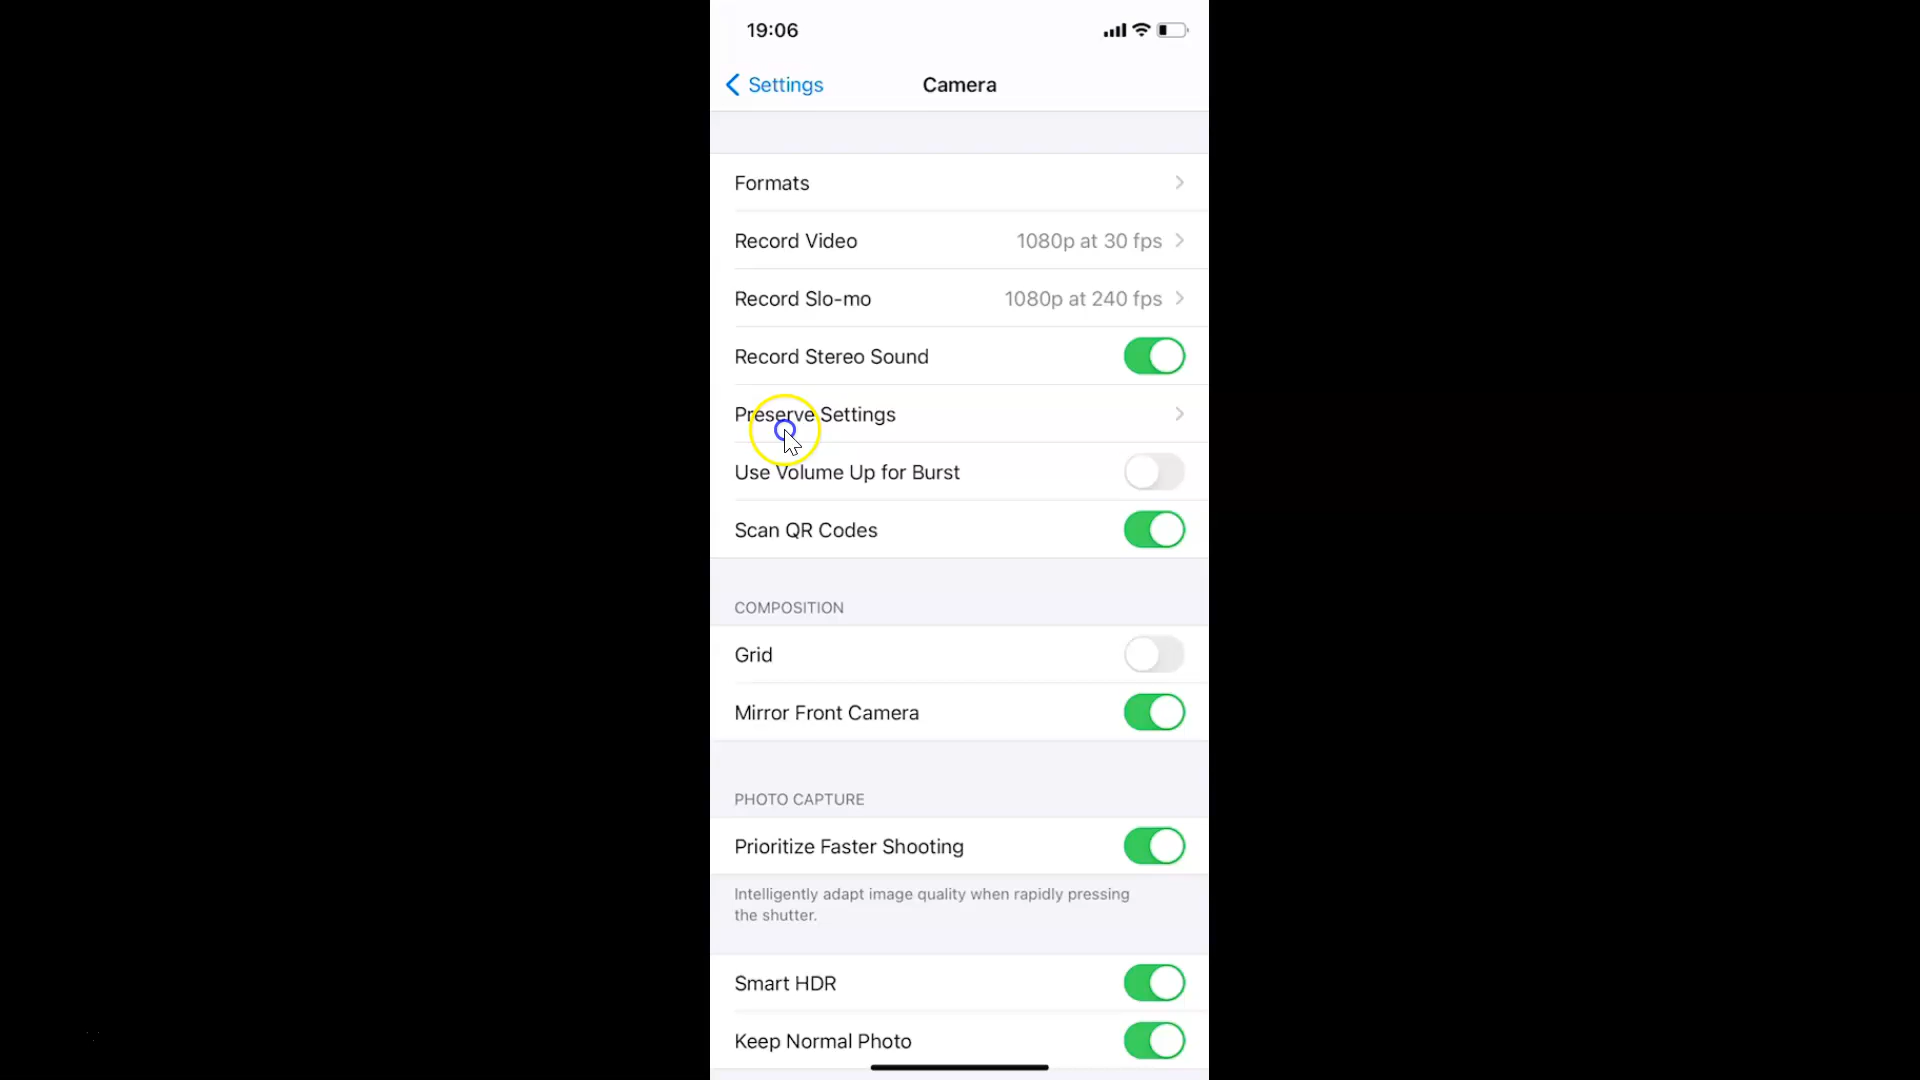 19:06
Settings
Camera
Formats
Record Video 1080p at 30 fps
Record Slo-mo 1080p at 240 fps
Record Stereo Sound
Preserve Settings
Use Volume Up for Burst
Scan QR Codes
COMPOSITION
Grid
Mirror Front Camera
PHOTO CAPTURE
Prioritize Faster Shooting
Intelligently adapt image quality when rapidly pressing
the shutter.
Smart HDR
Keep Normal Photo